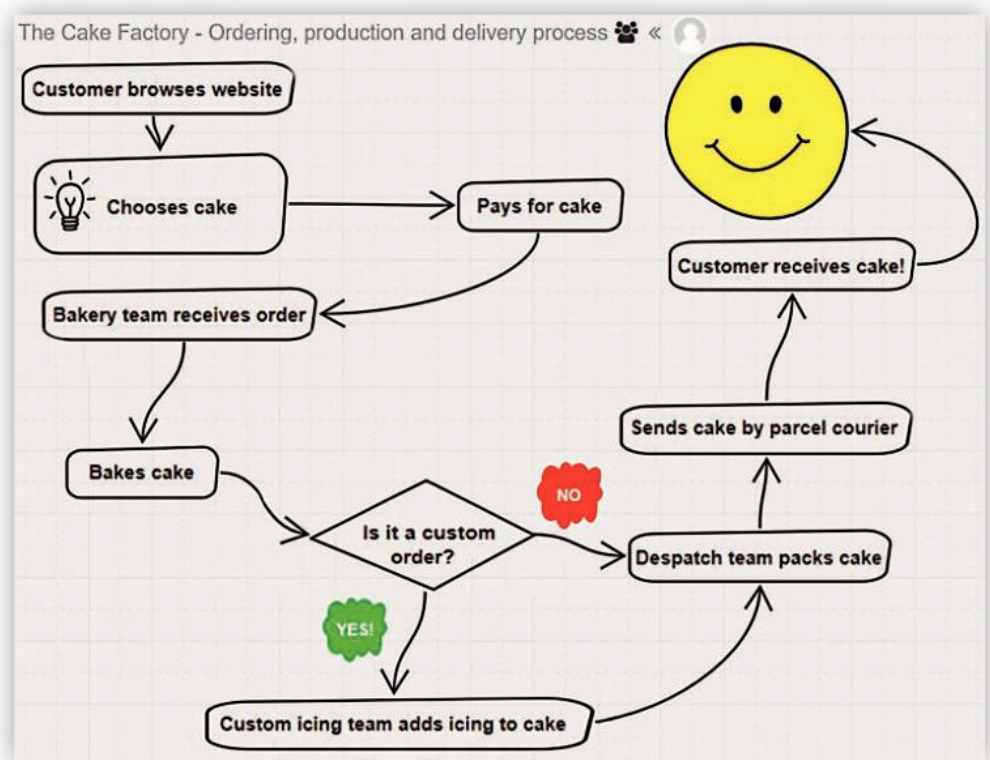 The Cake Factory - Ordering, production and delivery process
Customer browses website
Chooses cake
Pays for cake
Bakery team receives order
Bakes cake
Is it a custom
order?
NO
YES!
Custom icing team adds icing to cake
Despatch team packs cake
Sends cake by parcel courier
Customer receives cake!